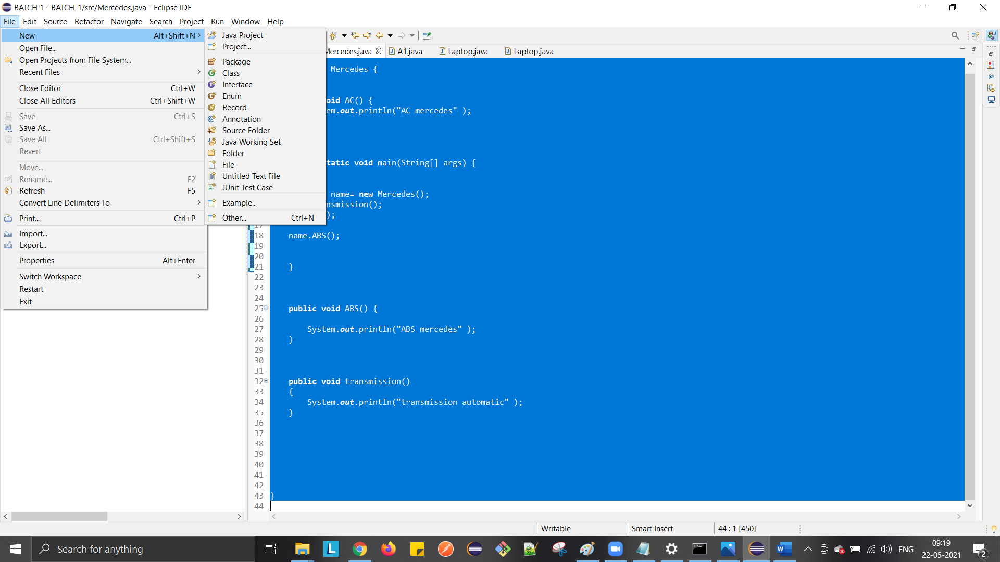 BATCH 1 - BATCH_1/src/Mercedes.java - Eclipse IDE
File Edit Source Refactor Navigate Search Project Run Window Help
New Alt+Shift+N
Open File...
Open Projects from File System...
Recent Files
Close Editor Ctrl+W
Close All Editors Ctrl+Shift+W
Save Ctrl+S
Save As...
Save All Ctrl+Shift+S
Revert
Move...
Rename... F2
Refresh F5
Convert Line Delimiters To
Print... Ctrl+P
Import...
Export...
Properties Alt+Enter
Switch Workspace
Restart
Exit
Java Project
Project...
Package
Class
Interface
Enum
Record
Annotation
Source Folder
Java Working Set
Folder
File
Untitled Text File
JUnit Test Case
Example...
Other... Ctrl+N
Mercedes.java A1.java Laptop.java Laptop.java
Mercedes {
oid AC() {
em.out.println("AC mercedes" );
tatic void main(String[] args) {
name= new Mercedes();
nsmission();
);
17
18 name.ABS();
19
20
21 }
22
23
24
25 public void ABS() {
26
27 System.out.println("ABS mercedes" );
28 }
29
30
31
32 public void transmission()
33 {
34 System.out.println("transmission automatic" );
35 }
36
37
38
39
40
41
42
43 }
44
Writable Smart Insert 44 : 1 [450]
Search for anything
ENG
09:19
22-05-2021
2